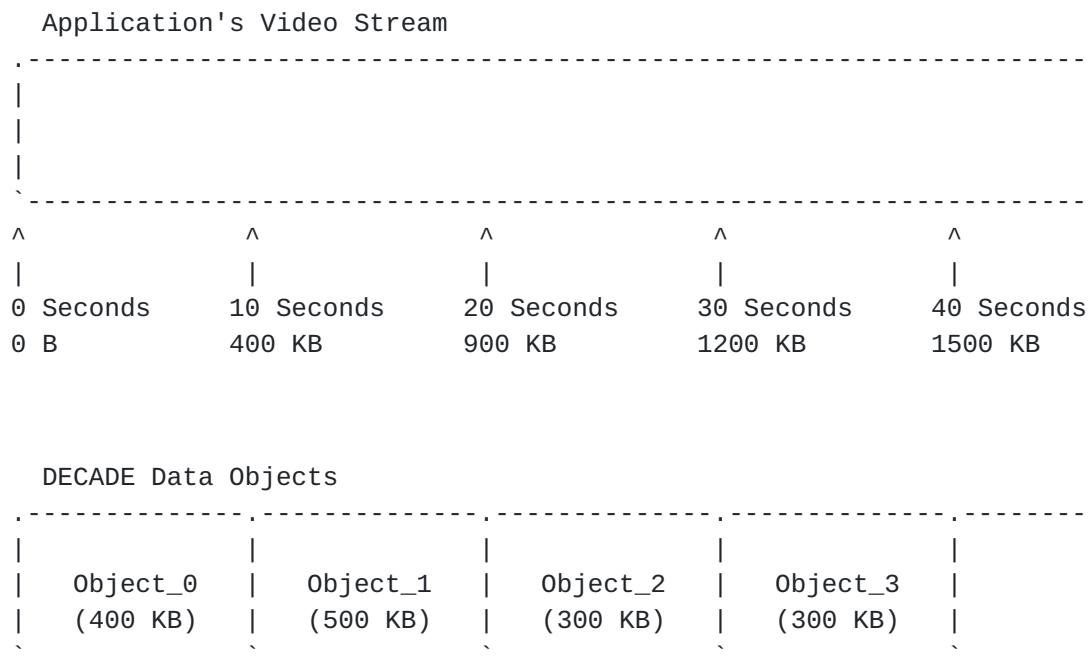 Application's Video Stream
.--------------------------------------------------------------------
|
|
|
`--------------------------------------------------------------------
^              ^              ^              ^              ^
|              |              |              |              |
0 Seconds     10 Seconds     20 Seconds     30 Seconds     40 Seconds
0 B           400 KB         900 KB         1200 KB        1500 KB
DECADE Data Objects
.--------------.--------------.--------------.--------------.--------
|              |              |              |              |
|   Object_0   |   Object_1   |   Object_2   |   Object_3   |
|   (400 KB)   |   (500 KB)   |   (300 KB)   |   (300 KB)   |